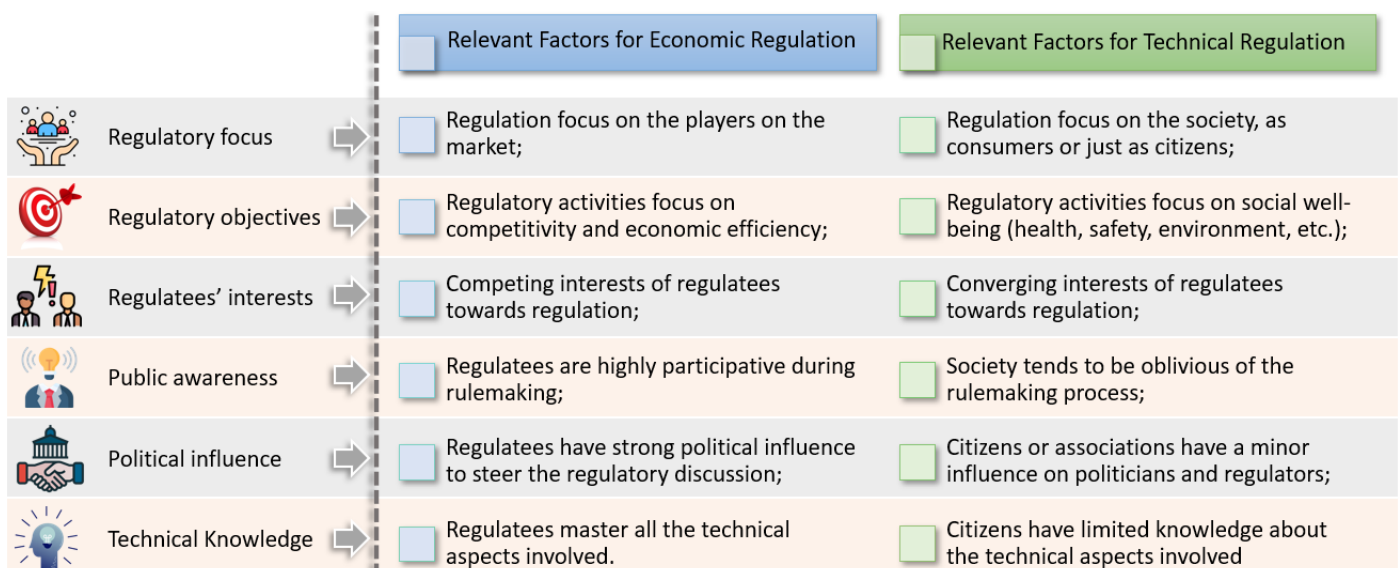 Relevant Factors for Economic Regulation
Relevant Factors for Technical Regulation
Regulatory focus
Regulation focus on the players on the
market;
Regulation focus on the society, as
consumers or just as citizens;
Regulatory objectives
Regulatory activities focus on
competitivity and economic efficiency;
Regulatory activities focus on social well-
being (health, safety, environment, etc.);
Regulatees’ interests
Competing interests of regulatees
towards regulation;
Converging interests of regulatees
towards regulation;
Public awareness
Regulatees are highly participative during
rulemaking;
Society tends to be oblivious of the
rulemaking process;
Political influence
Regulatees have strong political influence
to steer the regulatory discussion;
Citizens or associations have a minor
influence on politicians and regulators;
Technical Knowledge
Regulatees master all the technical
aspects involved.
Citizens have limited knowledge about
the technical aspects involved